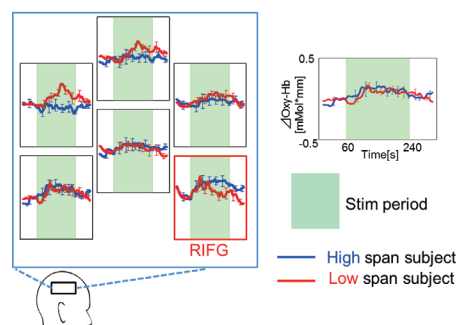 RIFG
0.5
-0.5
⊿Oxy-Hb
[mMol*mm]
60
240
Time[s]
Stim period
High span subject
Low span subject